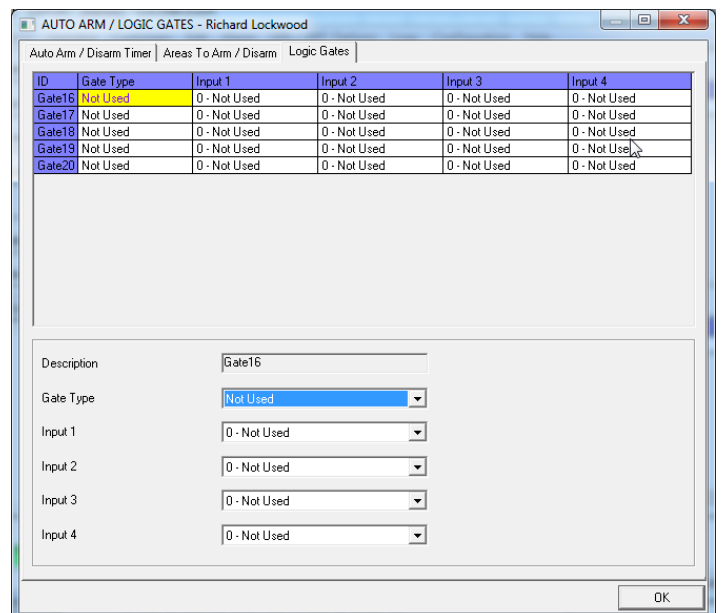 AUTO ARM / LOGIC GATES - Richard Lockwood
Auto Arm / Disarm Timer Areas To Arm / Disarm Logic Gates
ID Gate Type Input 1 Input 2 Input 3 Input 4
Gate16 Not Used 0 - Not Used 0 - Not Used 0 - Not Used 0 - Not Used
Gate17 Not Used 0 - Not Used 0 - Not Used 0 - Not Used 0 - Not Used
Gate18 Not Used 0 - Not Used 0 - Not Used 0 - Not Used 0 - Not Used
Gate19 Not Used 0 - Not Used 0 - Not Used 0 - Not Used 0 - Not Used
Gate20 Not Used 0 - Not Used 0 - Not Used 0 - Not Used 0 - Not Used
Description Gate16
Gate Type Not Used
Input 1 0 - Not Used
Input 2 0 - Not Used
Input 3 0 - Not Used
Input 4 0 - Not Used
OK